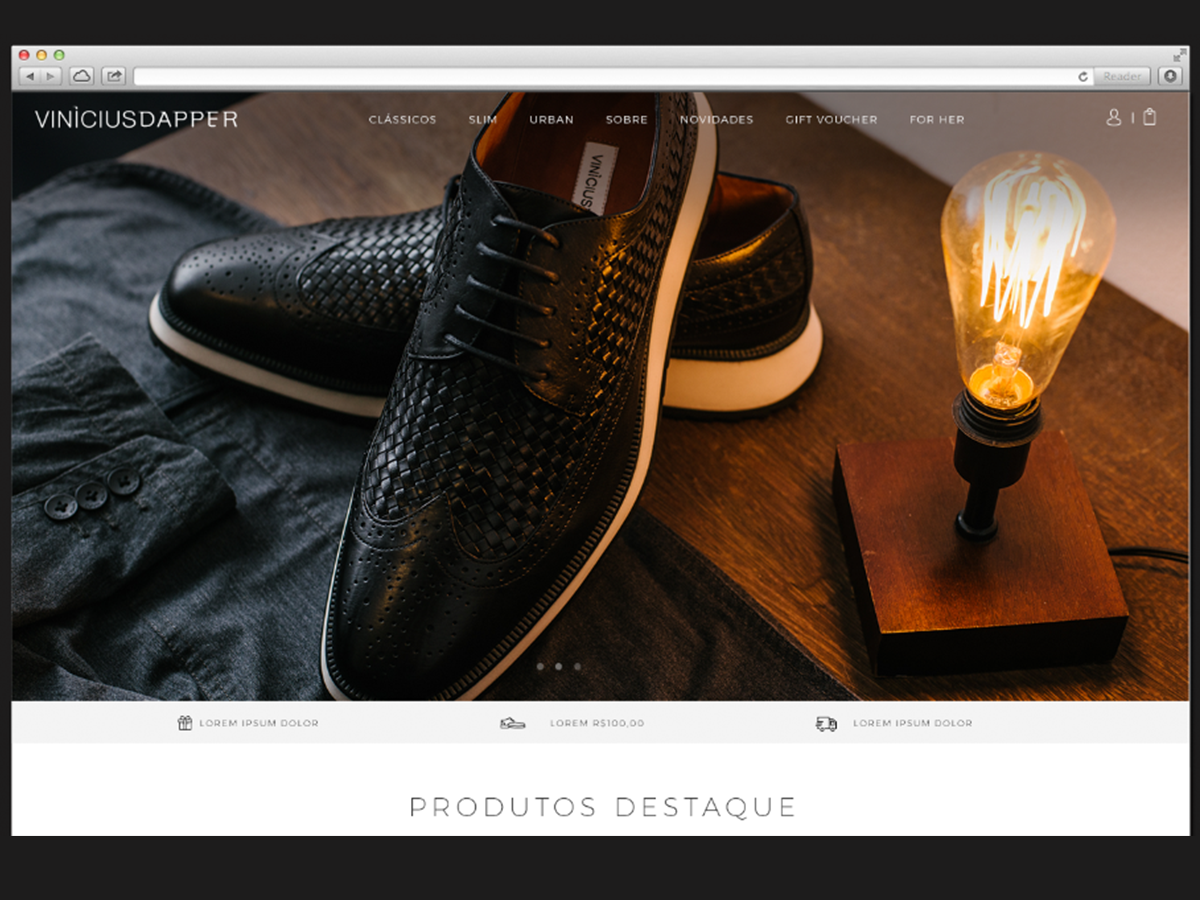 Reader
VINÌCIUSDAPPER
CLÁSSICOS SLIM URBAN SOBRE NOVIDADES GIFT VOUCHER FOR HER
VINÌCIUS
LOREM IPSUM DOLOR LOREM R$100,00 LOREM IPSUM DOLOR
PRODUTOS DESTAQUE